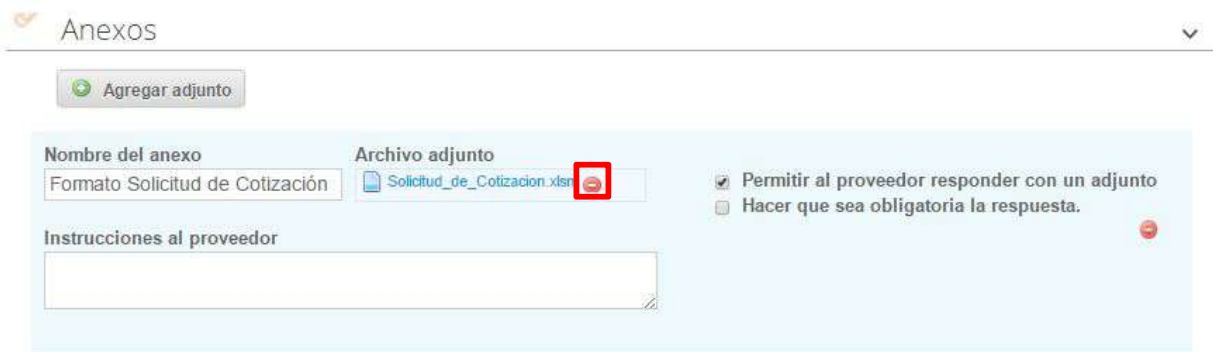 Anexos
Agregar adjunto
Nombre del anexo
Archivo adjunto
Formato Solicitud de Cotización
Solicitud_de_Cotizacion.xlsm
Permitir al proveedor responder con un adjunto
Hacer que sea obligatoria la respuesta.
Instrucciones al proveedor